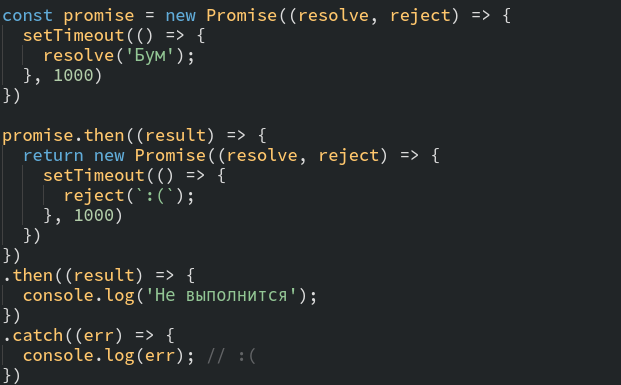 const promise = new Promise((resolve, reject) => {
  setTimeout(() => {
    resolve('Бум');
  }, 1000)
})

promise.then((result) => {
  return new Promise((resolve, reject) => {
    setTimeout(() => {
      reject(`:(`);
    }, 1000)
  })
})
.then((result) => {
  console.log('Не выполнится');
})
.catch((err) => {
  console.log(err); // :(
})